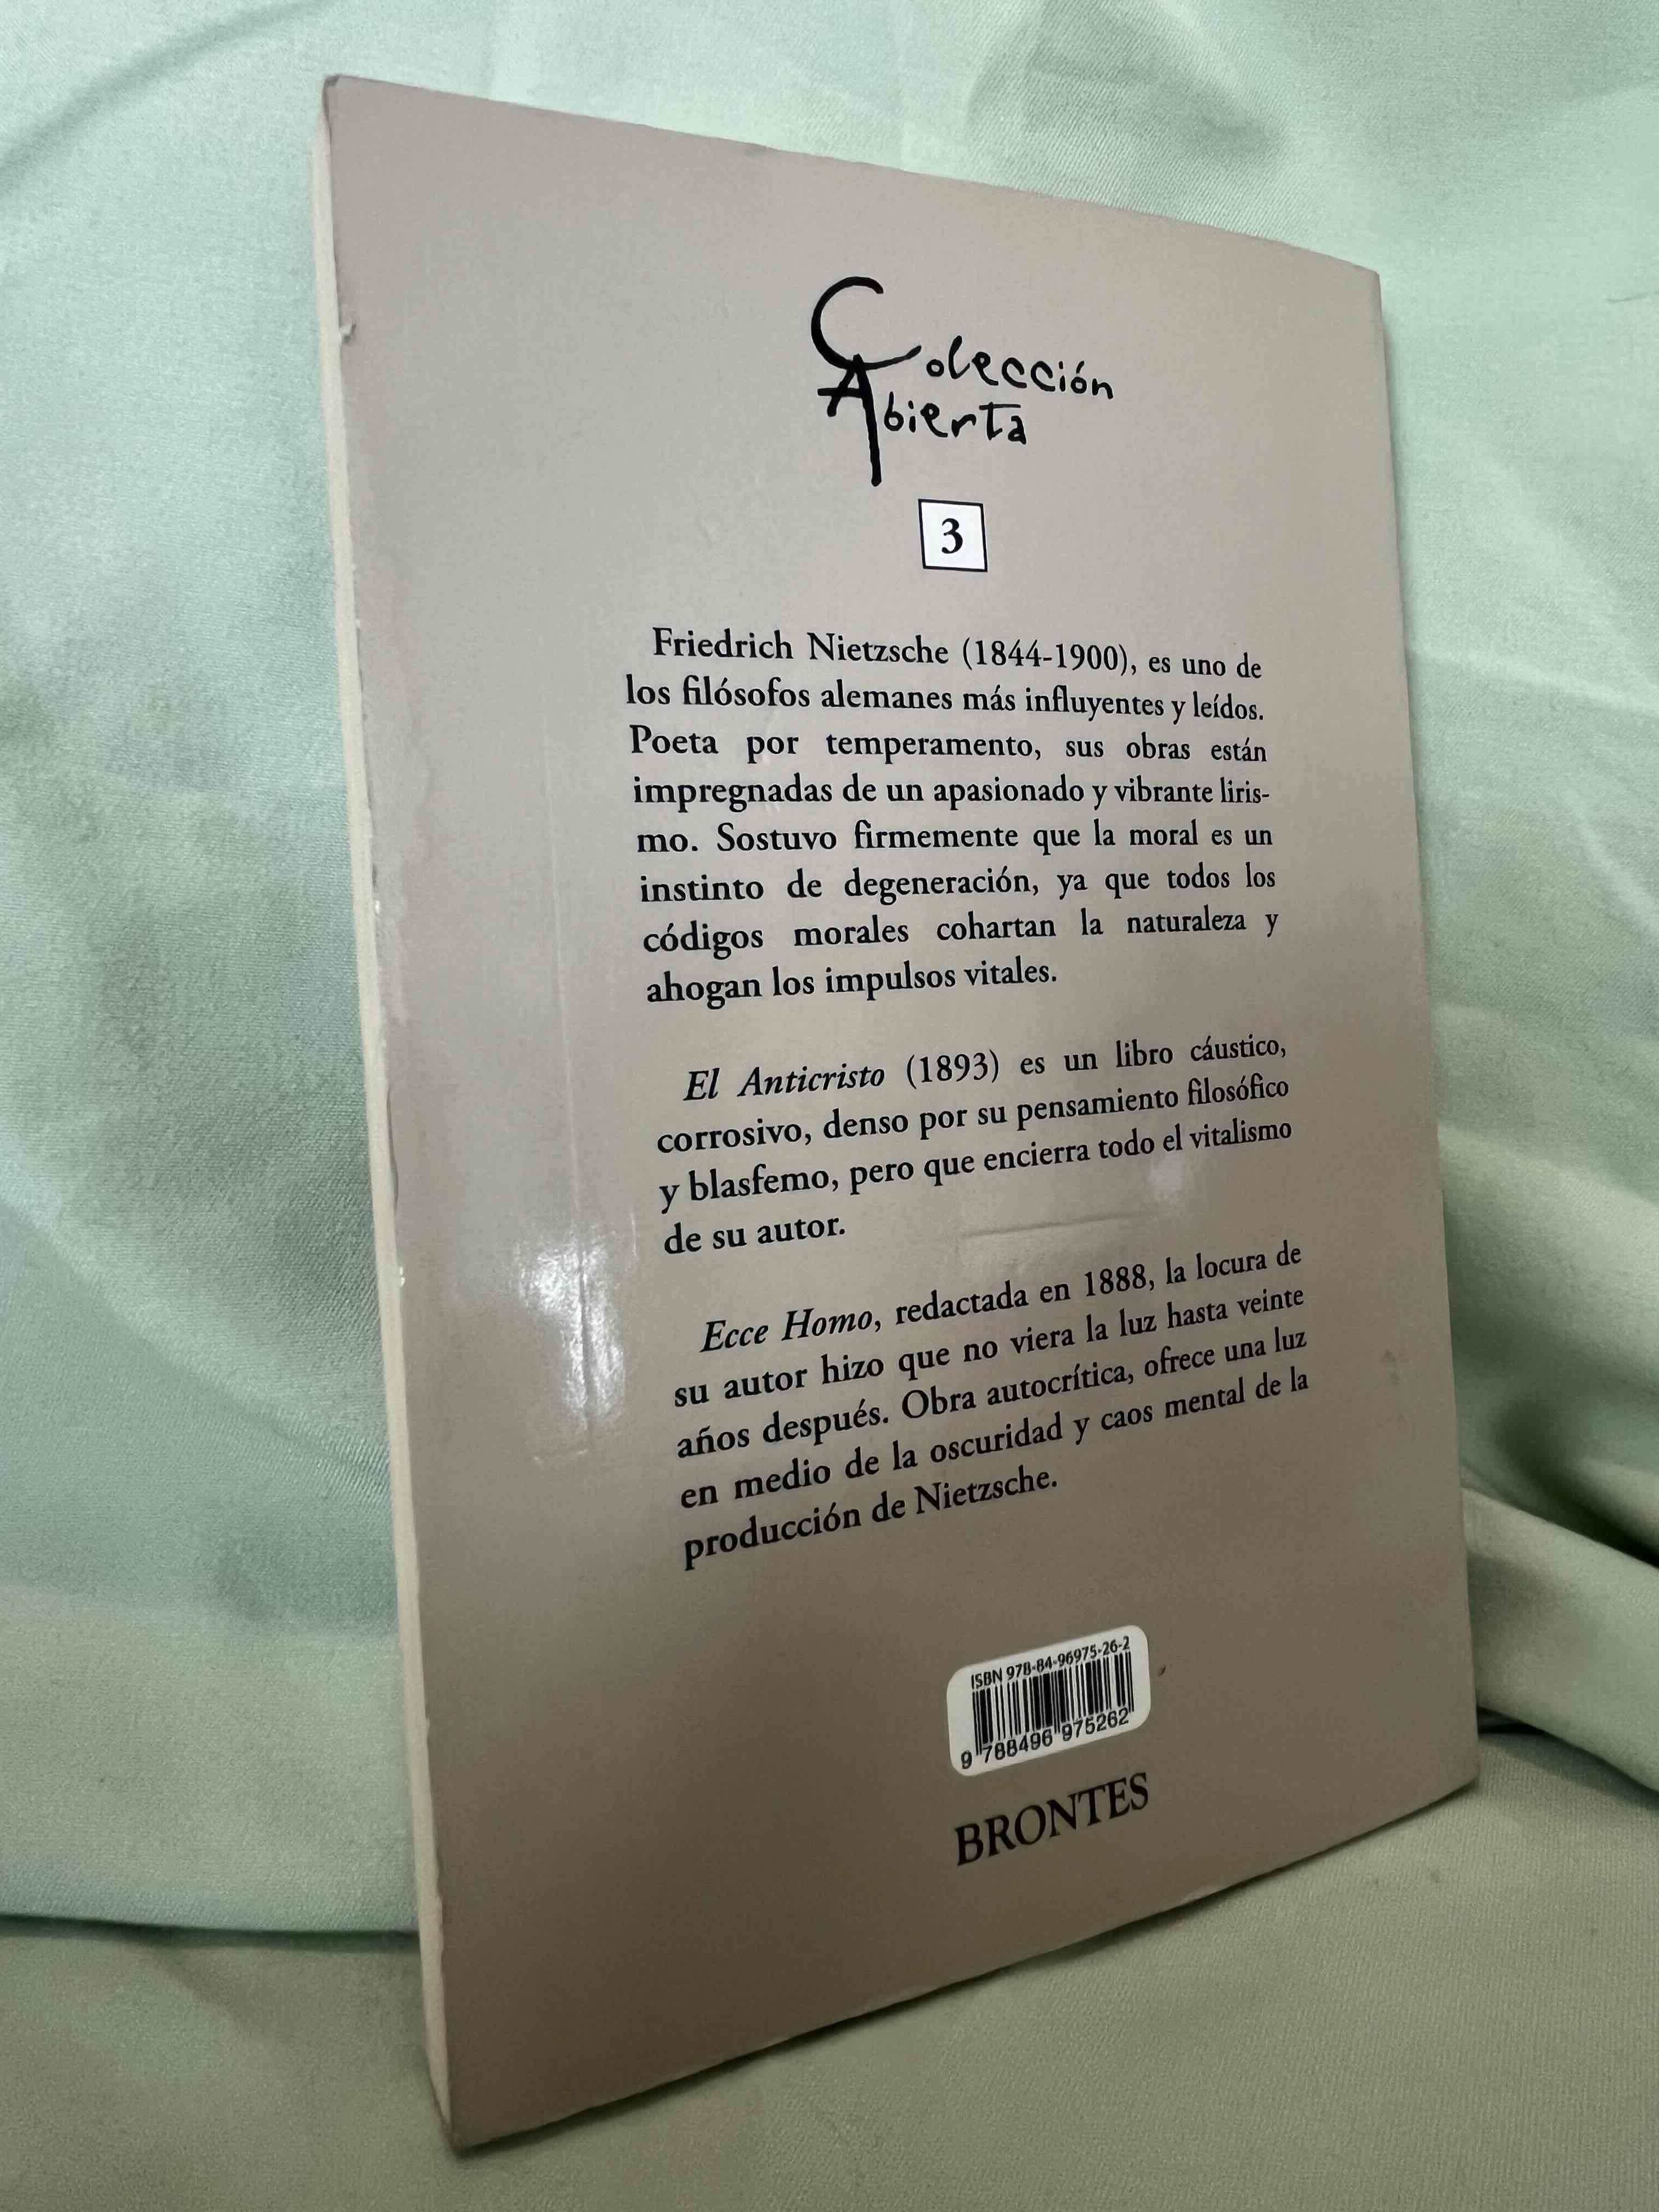 Colección
Abierta
3
Friedrich Nietzsche (1844-1900), es uno de
los filósofos alemanes más influyentes y leídos.
Poeta por temperamento, sus obras están
impregnadas de un apasionado y vibrante liris-
mo. Sostuvo firmemente que la moral es un
instinto de degeneración, ya que todos los
códigos morales cohartan la naturaleza y
ahogan los impulsos vitales.
El Anticristo (1893) es un libro cáustico,
corrosivo, denso por su pensamiento filosófico
y blasfemo, pero que encierra todo el vitalismo
de su autor.
Ecce Homo, redactada en 1888, la locura de
su autor hizo que no viera la luz hasta veinte
años después. Obra autocrítica, ofrece una luz
en medio de la oscuridad y caos mental de la
producción de Nietzsche.
ISBN 978-84-96975-26-2
9 788496 975262
BRONTES